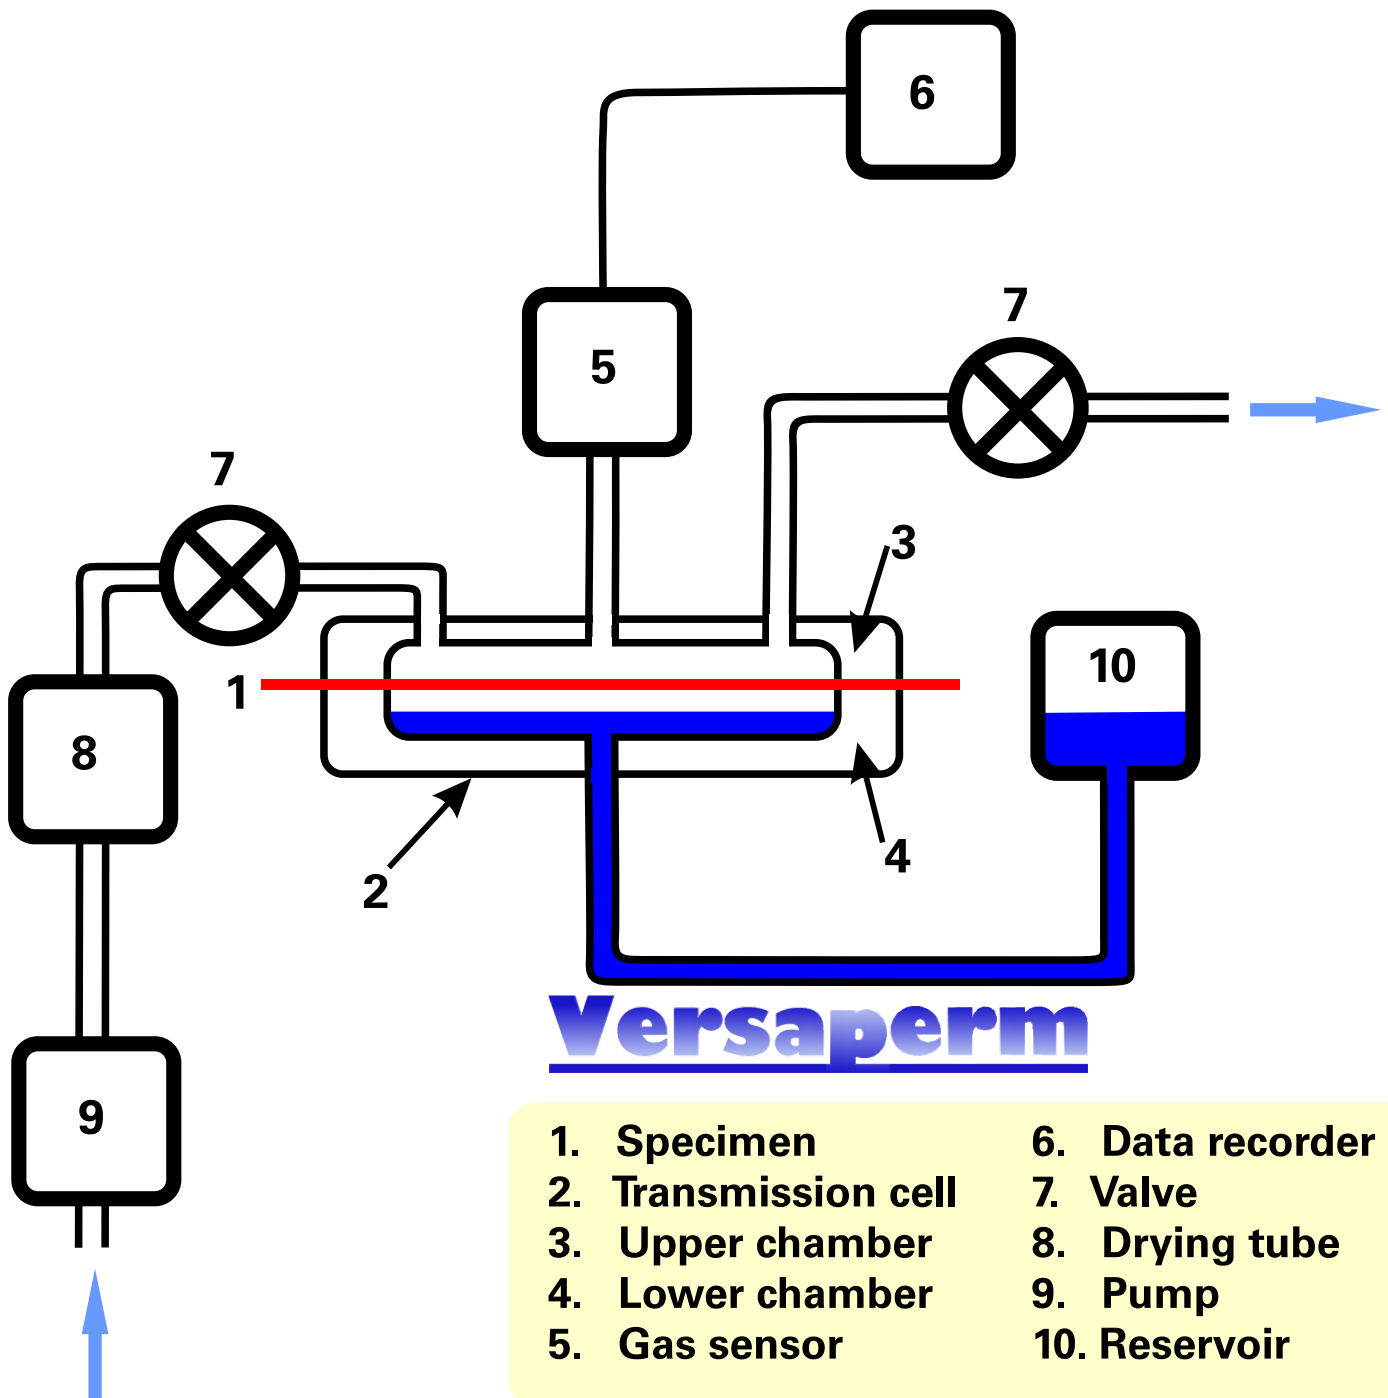 6
7
5
7
3
1
10
8
4
2
Versaperm
9
1. Specimen
2. Transmission cell
3. Upper chamber
4. Lower chamber
5. Gas sensor
6. Data recorder
7. Valve
8. Drying tube
9. Pump
10. Reservoir